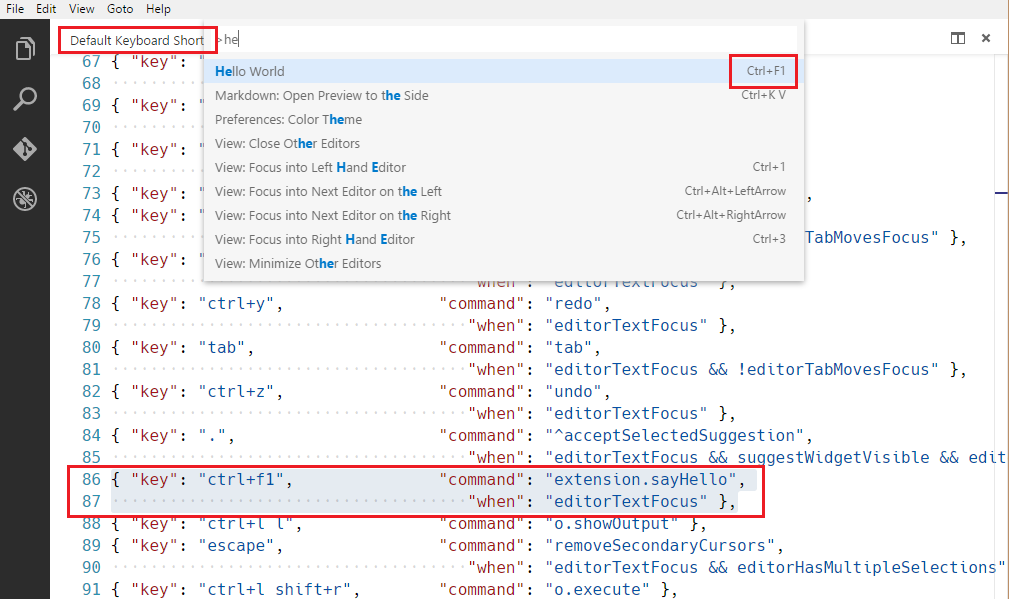 File Edit View Goto Help
Default Keyboard Short
>he
Hello World Ctrl+F1
Markdown: Open Preview to the Side Ctrl+K V
Preferences: Color Theme
View: Close Other Editors
View: Focus into Left Hand Editor Ctrl+1
View: Focus into Next Editor on the Left Ctrl+Alt+LeftArrow
View: Focus into Next Editor on the Right Ctrl+Alt+RightArrow
View: Focus into Right Hand Editor Ctrl+3
View: Minimize Other Editors
67 { "key": "
68
69 { "key": "
70
71 { "key": "
72
73 { "key": " ,
74 { "key": "
75 TabMovesFocus" },
76 { "key": "
77 "when": "editorTextFocus" },
78 { "key": "ctrl+y", "command": "redo",
79 "when": "editorTextFocus" },
80 { "key": "tab", "command": "tab",
81 "when": "editorTextFocus && !editorTabMovesFocus" },
82 { "key": "ctrl+z", "command": "undo",
83 "when": "editorTextFocus" },
84 { "key": ".", "command": "^acceptSelectedSuggestion",
85 "when": "editorTextFocus && suggestWidgetVisible && edit
86 { "key": "ctrl+f1", "command": "extension.sayHello",
87 "when": "editorTextFocus" },
88 { "key": "ctrl+l l", "command": "o.showOutput" },
89 { "key": "escape", "command": "removeSecondaryCursors",
90 "when": "editorTextFocus && editorHasMultipleSelections"
91 { "key": "ctrl+l shift+r", "command": "o.execute" },